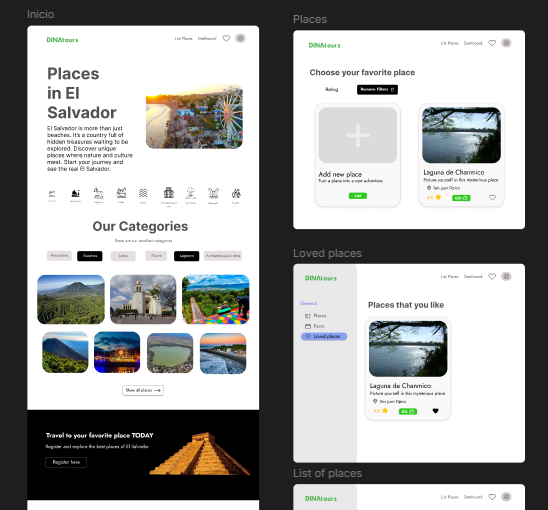 Inicio
DINAtours
List Places Dashboard
Places
in El
Salvador
El Salvador is more than just
beaches. It's a country full of
hidden treasures waiting to be
explored. Discover unique
places where nature and culture
meet. Start your journey and
see the real El Salvador.
Our Categories
These are our excellent categories
Mountains Beaches Lakes Rivers Lagoons Archaeological sites
Show all places
Travel to your favorite place TODAY
Register and explore the best places of El Salvador
Register here
Places
DINAtours
List Places Dashboard
Choose your favorite place
Rating Remove Filters
Add new place
Turn a place into a new adventure
Add
Laguna de Chanmico
Picture yourself in this mysterious place
San Juan Opico
4.8 GO
Loved places
DINAtours
List Places Dashboard
General
Places
Tours
Loved places
Places that you like
Laguna de Chanmico
Picture yourself in this mysterious place
San Juan Opico
4.8 GO
List of places
DINAtours
List Places Dashboard